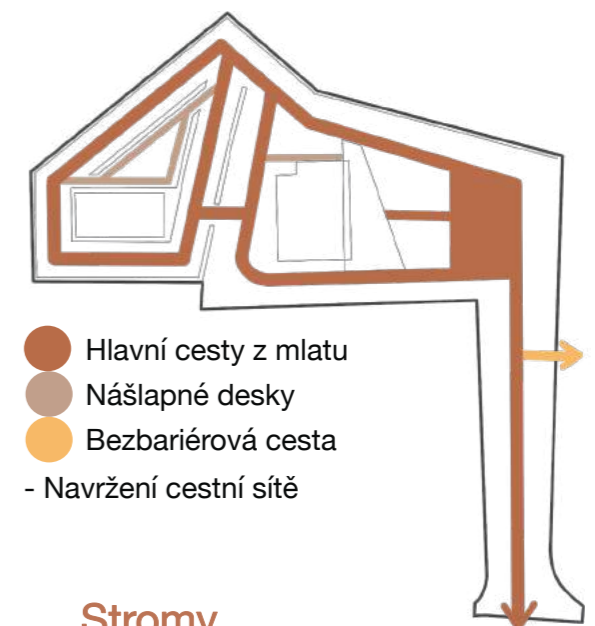 Hlavní cesty z mlatu
Nášlapné desky
Bezbariérová cesta
- Navržení cestní sítě
Stromy